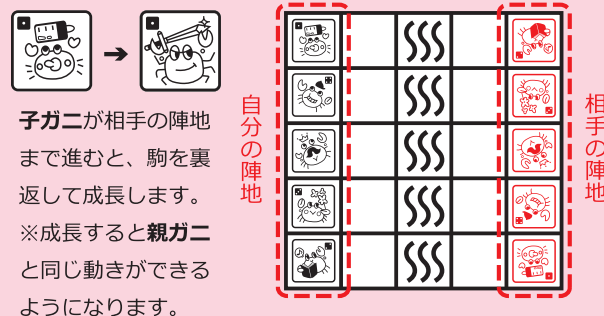 子ガニが相手の陣地
まで進むと、駒を裏
返して成長します。
※成長すると親ガニ
と同じ動きができる
ようになります。
自分の陣地
相手の陣地